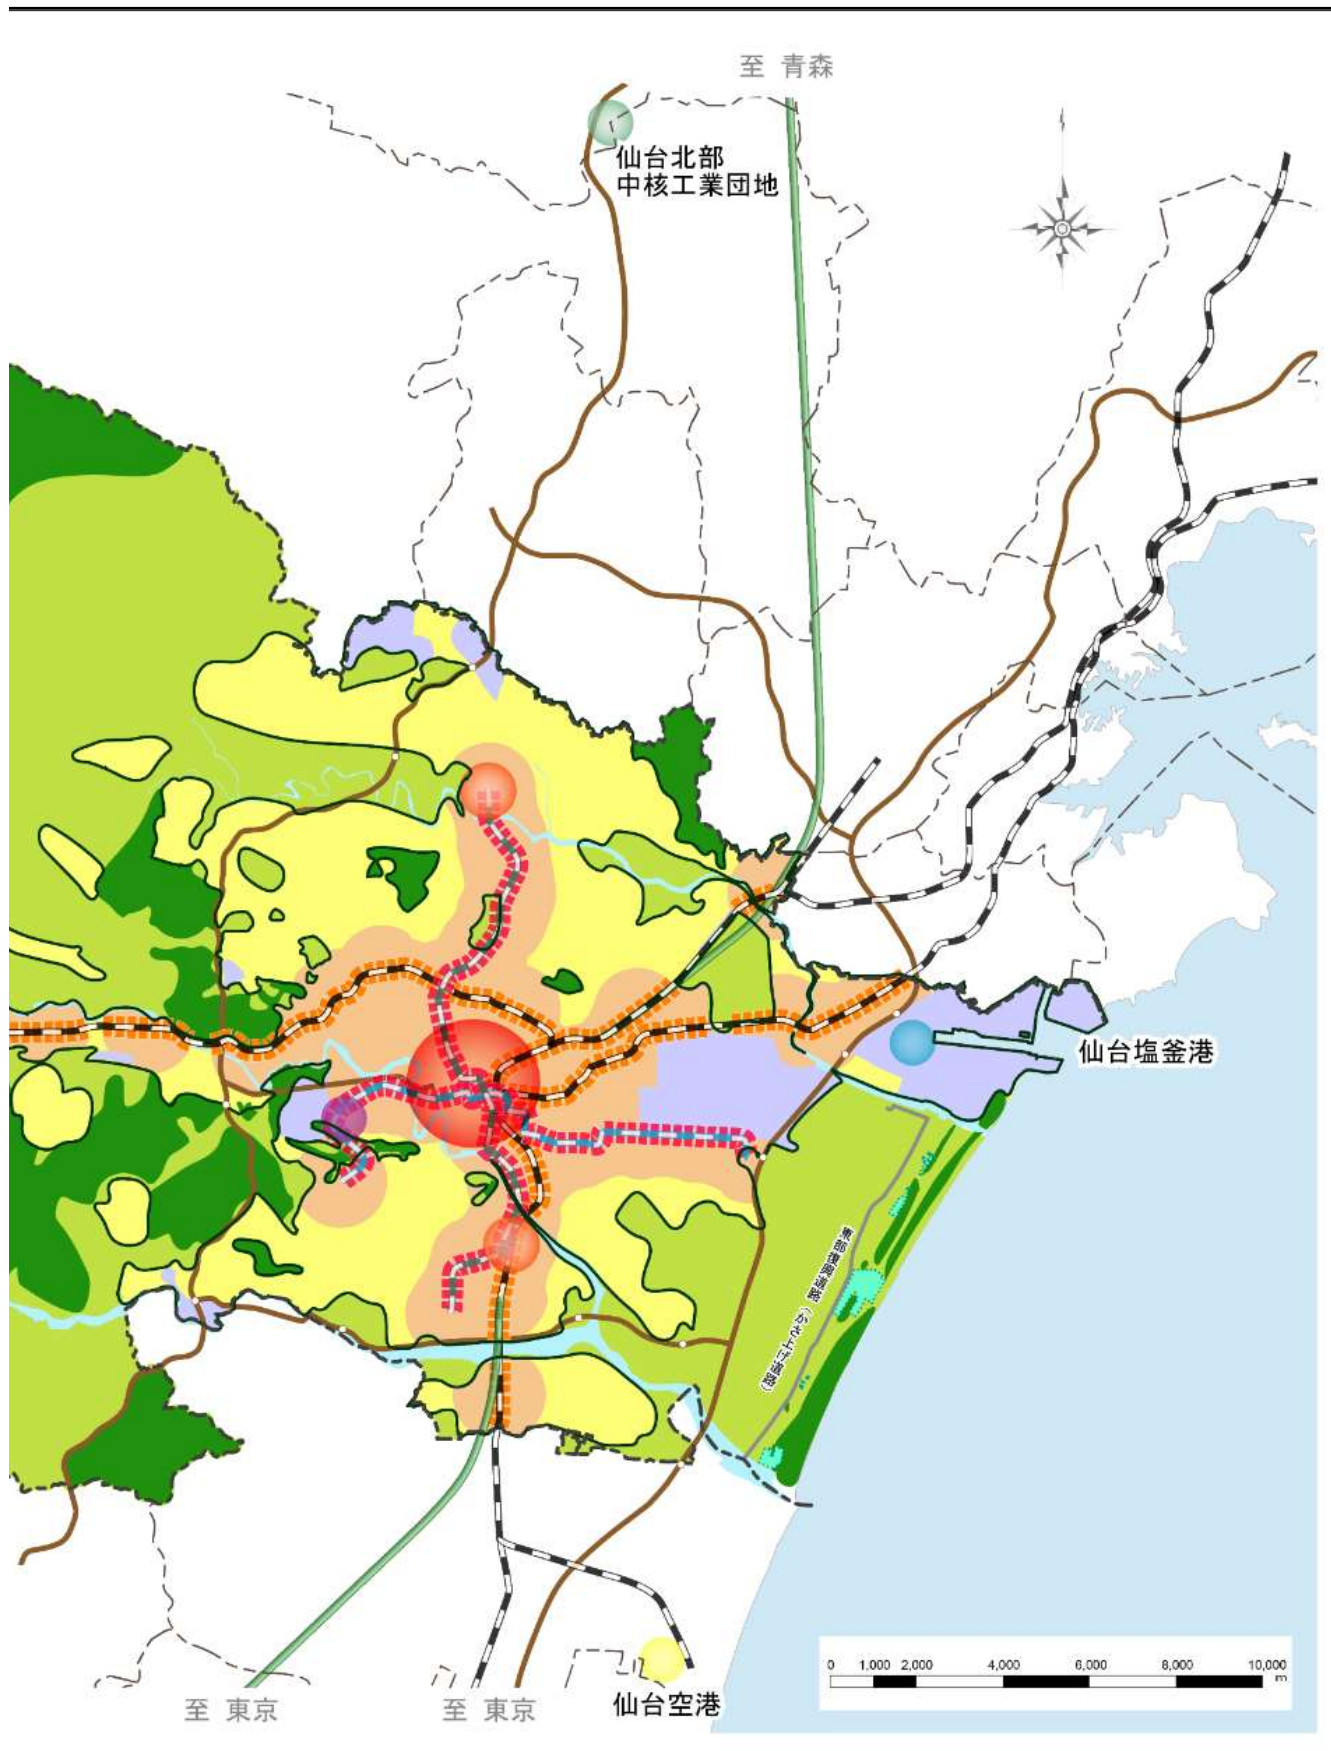 至 青森
仙台北部
中核工業団地
仙台塩釜港
東部復興道路（かさ上げ道路）
0 1,000 2,000 4,000 6,000 8,000 10,000
m
仙台空港
至 東京
至 東京